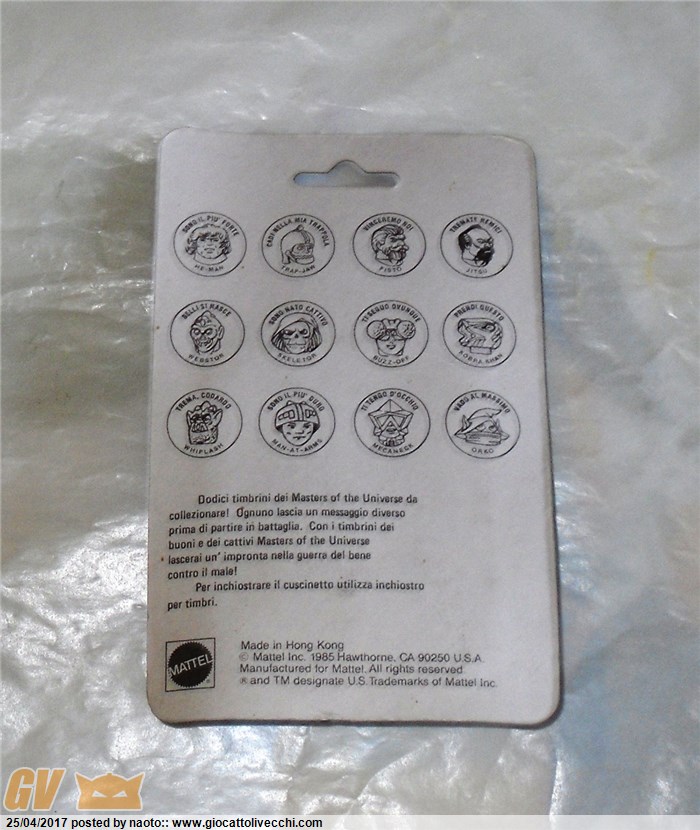 SONO IL PIU' FORTE
HE-MAN
CADI NELLA MIA TRAPPOLA
TRAP-JAW
VINCEREMO NOI
FISTO
TREMATE NEMICI
JITSU
BELLI SI NASCE
WEBSTOR
SONO NATO CATTIVO
SKELETOR
TI SEGUO OVUNQUE
BUZZ-OFF
PRENDI QUESTO
KOBRA KHAN
TREMA, CODARDO
WHIPLASH
SONO IL PIU' DURO
MAN-AT-ARMS
TI TENGO D'OCCHIO
MECANECK
VADO AL MASSIMO
ORKO
Dodici timbrini dei Masters of the Universe da
collezionare! Ognuno lascia un messaggio diverso
prima di partire in battaglia. Con i timbrini dei
buoni e dei cattivi Masters of the Universe
lascerai un' impronta nella guerra del bene
contro il male!
Per inchiostrare il cuscinetto utilizza inchiostro
per timbri.
MATTEL
®
Made in Hong Kong
© Mattel Inc. 1985 Hawthorne, CA 90250 U.S.A.
Manufactured for Mattel. All rights reserved.
® and TM designate U.S. Trademarks of Mattel Inc.
GV
25/04/2017 posted by naoto:: www.giocattolivecchi.com